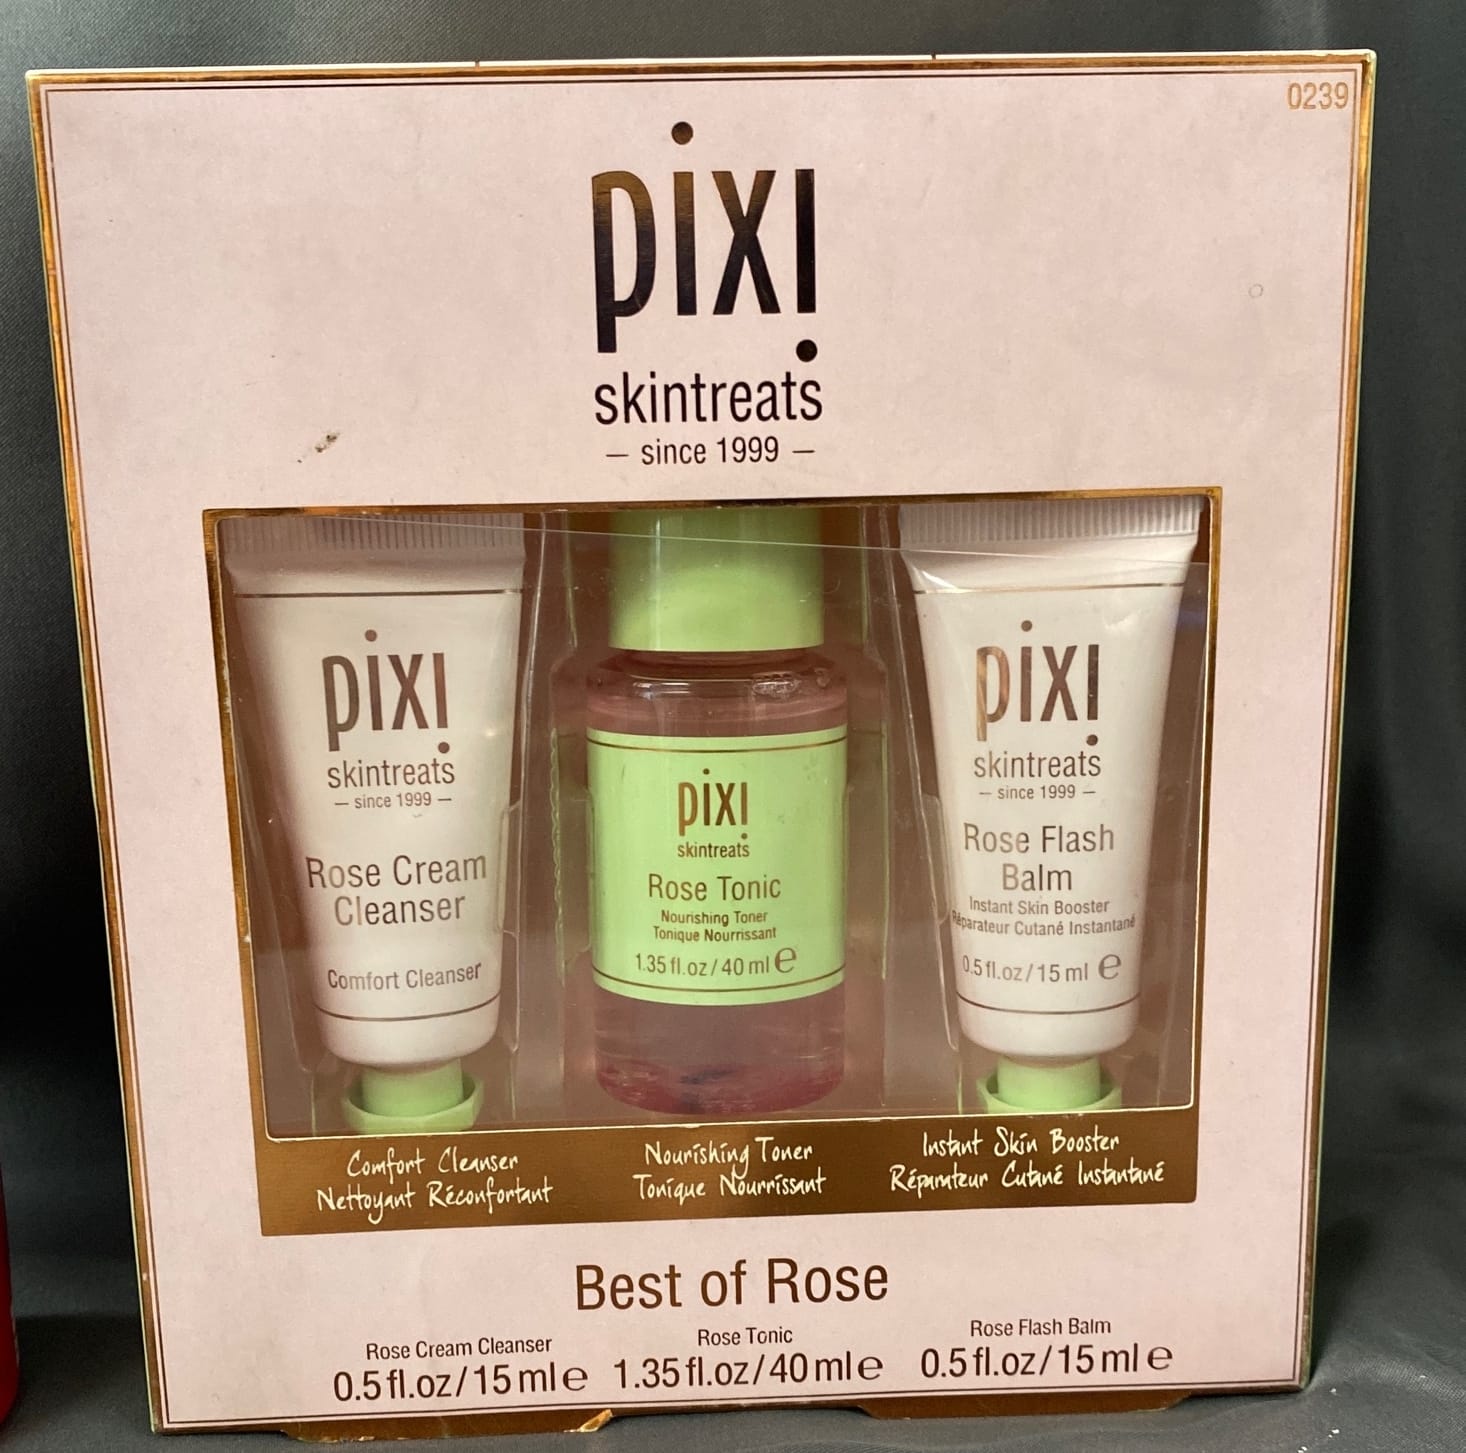 0239
pixi
skintreats
— since 1999 —
pixi
skintreats
— since 1999 —
Rose Cream
Cleanser
Comfort Cleanser
pixi
skintreats
Rose Tonic
Nourishing Toner
Tonique Nourrissant
1.35 fl.oz / 40 ml e
pixi
skintreats
— since 1999 —
Rose Flash
Balm
Instant Skin Booster
Réparateur Cutané Instantané
0.5 fl.oz / 15 ml e
Comfort Cleanser
Nettoyant Réconfortant
Nourishing Toner
Tonique Nourrissant
Instant Skin Booster
Réparateur Cutané Instantané
Best of Rose
Rose Cream Cleanser
0.5 fl.oz / 15 ml e
Rose Tonic
1.35 fl.oz / 40 ml e
Rose Flash Balm
0.5 fl.oz / 15 ml e